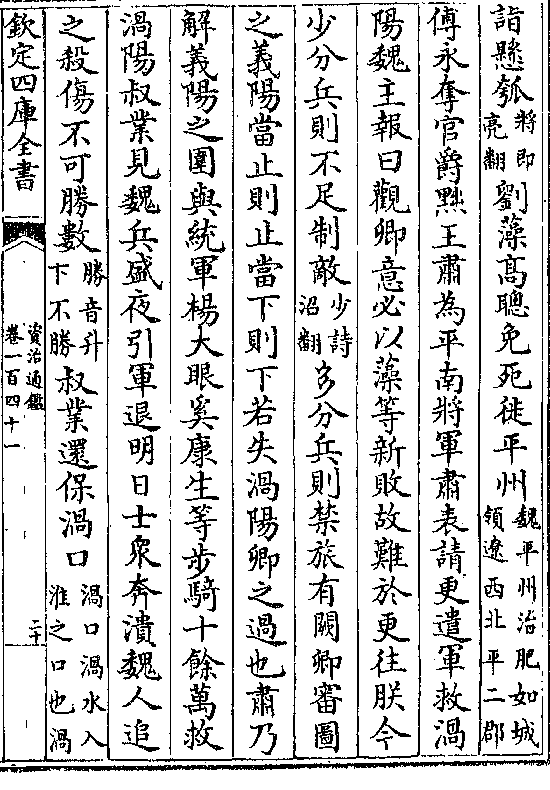 詣懸瓠將即亮翻劉藻高聰免死徙平州魏平州治肥如城領遼西北平二郡
傅永奪官爵黜王肅為平南將軍肅表請更遣軍救渦
陽魏主報曰觀卿意必以藻等新敗故難於更往朕今
少分兵則不足制敵少詩沼翻多分兵則禁旅有闕卿審圖
之義陽當止則止當下則下若失渦陽卿之過也肅乃
解義陽之圍與統軍楊大眼奚康生等步騎十餘萬救
渦陽叔業見魏兵盛夜引軍退明日士衆奔潰魏人追
之殺傷不可勝數勝音升下不勝叔業還保渦口渦口渦水入淮之口也渦
欽定四庫全書
資治通鑑
卷一百四十一
二十